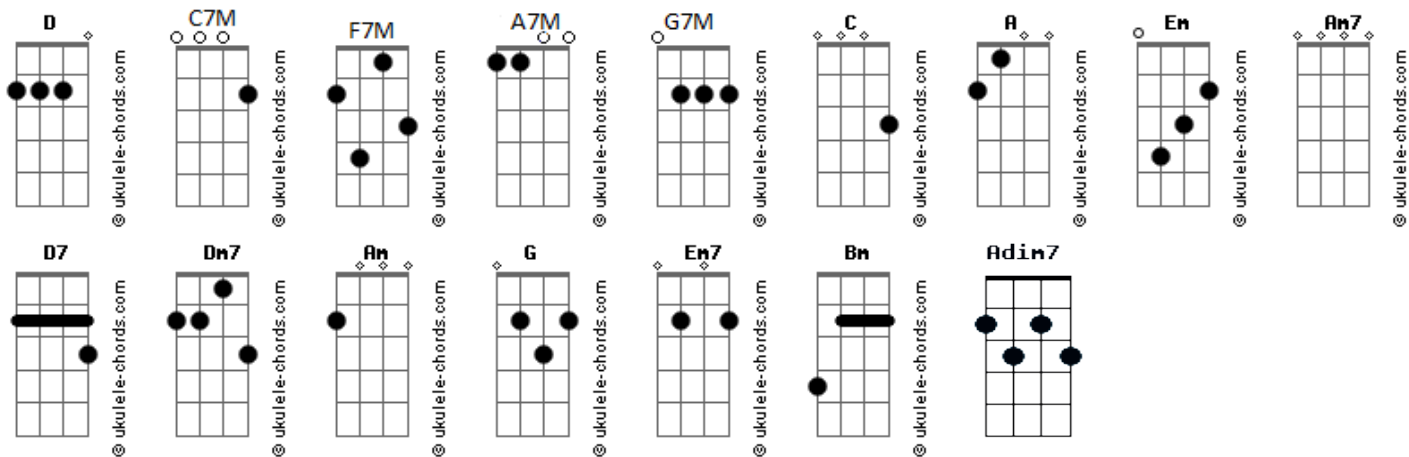 D C7M F7M A7M G7M C A Em Am7
© ukulele-chords.com © ukulele-chords.com © ukulele-chords.com © ukulele-chords.com © ukulele-chords.com © ukulele-chords.com © ukulele-chords.com © ukulele-chords.com © ukulele-chords.com
D7 Dm7 Am G Em7 Bm Adim7
© ukulele-chords.com © ukulele-chords.com © ukulele-chords.com © ukulele-chords.com © ukulele-chords.com © ukulele-chords.com